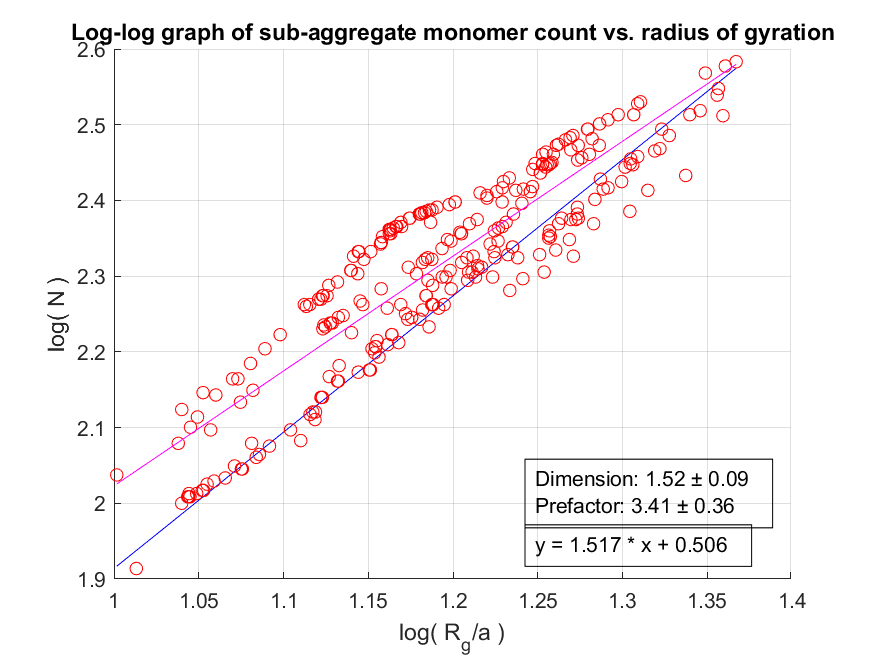 Log-log graph of sub-aggregate monomer count vs. radius of gyration
2.6
2.5
2.4
2.3
2.2
2.1
2
1.9
log( N )
Dimension: 1.52 ± 0.09
Prefactor: 3.41 ± 0.36
y = 1.517 * x + 0.506
1 1.05 1.1 1.15 1.2 1.25 1.3 1.35 1.4
log( R_g/a )